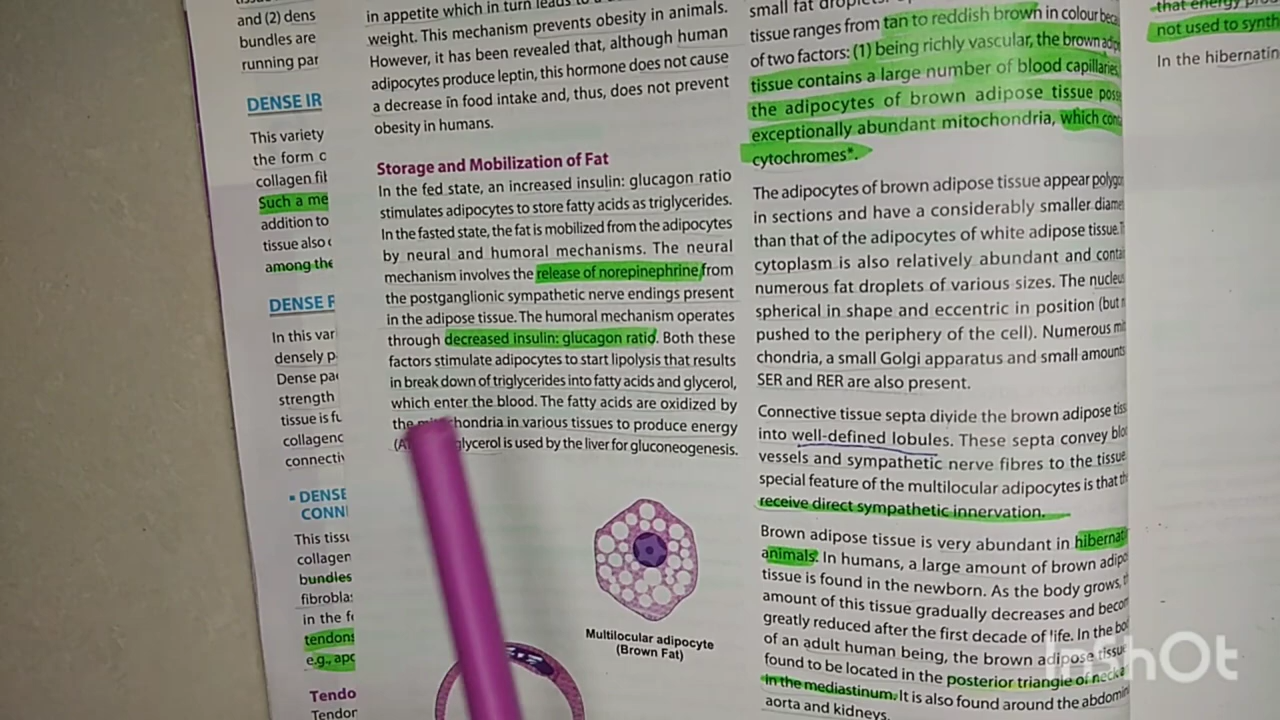 and (2) dens
bundles are
running par
DENSE IR
This variety
the form o
collagen fib
Such a me
addition to
tissue also
among the
DENSE F
In this var
densely p
Dense pa
strength
tissue is fu
collageno
connectiv
▪ DENSE
CONN
This tissu
collagen
bundles
fibroblas
in the fo
tendons
e.g., apo
Tendo
Tendor
in appetite which in turn leads to a
weight. This mechanism prevents obesity in animals.
However, it has been revealed that, although human
adipocytes produce leptin, this hormone does not cause
a decrease in food intake and, thus, does not prevent
obesity in humans.
Storage and Mobilization of Fat
In the fed state, an increased insulin: glucagon ratio
stimulates adipocytes to store fatty acids as triglycerides.
In the fasted state, the fat is mobilized from the adipocytes
by neural and humoral mechanisms. The neural
mechanism involves the release of norepinephrine from
the postganglionic sympathetic nerve endings present
in the adipose tissue. The humoral mechanism operates
through decreased insulin: glucagon ratio. Both these
factors stimulate adipocytes to start lipolysis that results
in break down of triglycerides into fatty acids and glycerol,
which enter the blood. The fatty acids are oxidized by
the mitochondria in various tissues to produce energy
glycerol is used by the liver for gluconeogenesis.
Multilocular adipocyte
(Brown Fat)
small fat droplets.
tissue ranges from tan to reddish brown in colour beca
of two factors: (1) being richly vascular, the brown adip
tissue contains a large number of blood capillaries,
the adipocytes of brown adipose tissue poss
exceptionally abundant mitochondria, which cont
cytochromes*.
The adipocytes of brown adipose tissue appear polygo
in sections and have a considerably smaller diame
than that of the adipocytes of white adipose tissue. T
cytoplasm is also relatively abundant and contai
numerous fat droplets of various sizes. The nucleu
spherical in shape and eccentric in position (but n
pushed to the periphery of the cell). Numerous mit
chondria, a small Golgi apparatus and small amounts
SER and RER are also present.
Connective tissue septa divide the brown adipose tiss
into well-defined lobules. These septa convey bloo
vessels and sympathetic nerve fibres to the tissue.
special feature of the multilocular adipocytes is that th
receive direct sympathetic innervation.
Brown adipose tissue is very abundant in hibernat
animals. In humans, a large amount of brown adipo
tissue is found in the newborn. As the body grows, t
amount of this tissue gradually decreases and becom
greatly reduced after the first decade of life. In the bo
of an adult human being, the brown adipose tissue
found to be located in the posterior triangle of neck a
in the mediastinum. It is also found around the abdomin
aorta and kidneys.
that energy prod
not used to synth
In the hibernatin
InShOt